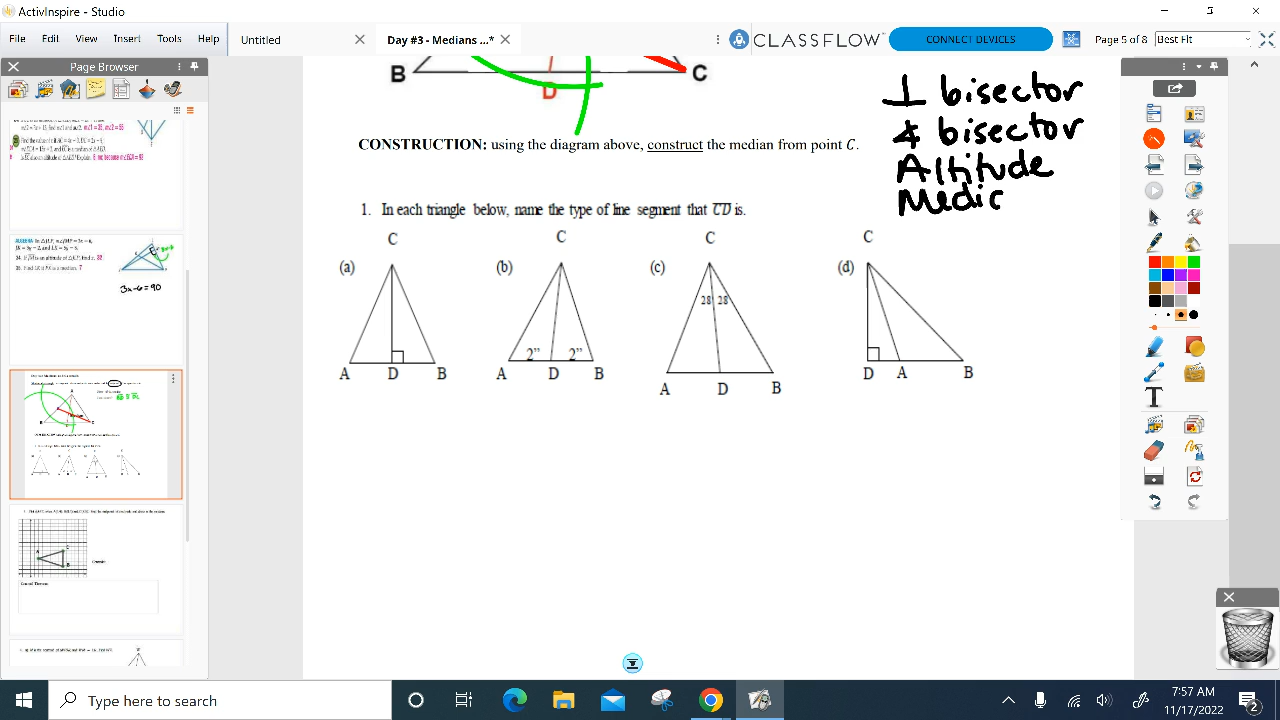 ActivInspire - Studio
File Edit View Insert Tools Help
Untitled
Day #3 - Medians ...*
CLASSFLOW
CONNECT DEVICES
Page 5 of 8
Best Fit
Page Browser
B
D
C
⊥ bisector
∡ bisector
Altitude
Medic
CONSTRUCTION: using the diagram above, construct the median from point C.
1. In each triangle below, name the type of line segment that CD is.
(a) C A D B
(b) C 2" 2" A D B
(c) C 28 28 A D B
(d) C D A B
3x-6=90
T
Type here to search
7:57 AM
11/17/2022
2